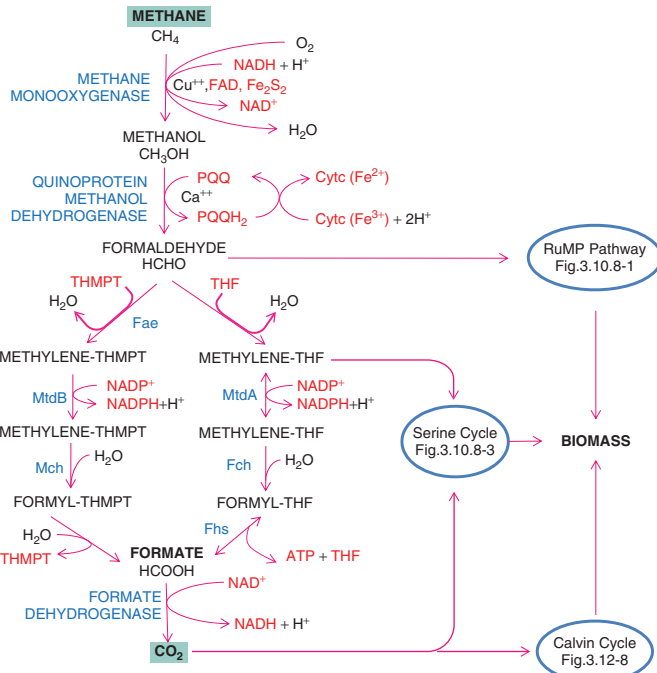 METHANE
CH₄
O₂
NADH + H⁺
METHANE
MONOOXYGENASE
Cu⁺⁺,FAD, Fe₂S₂
NAD⁺
H₂O
METHANOL
CH₃OH
QUINOPROTEIN
METHANOL
DEHYDROGENASE
PQQ
Ca⁺⁺
PQQH₂
Cytc (Fe²⁺)
Cytc (Fe³⁺) + 2H⁺
FORMALDEHYDE
HCHO
RuMP Pathway
Fig.3.10.8-1
THMPT
H₂O
Fae
THF
H₂O
METHYLENE-THMPT
METHYLENE-THF
MtdB
NADP⁺
NADPH+H⁺
MtdA
NADP⁺
NADPH+H⁺
METHYLENE-THMPT
METHYLENE-THF
Serine Cycle
Fig.3.10.8-3
BIOMASS
Mch
H₂O
Fch
H₂O
FORMYL-THMPT
FORMYL-THF
H₂O
THMPT
Fhs
ATP + THF
FORMATE
HCOOH
FORMATE
DEHYDROGENASE
NAD⁺
NADH + H⁺
CO₂
Calvin Cycle
Fig.3.12-8